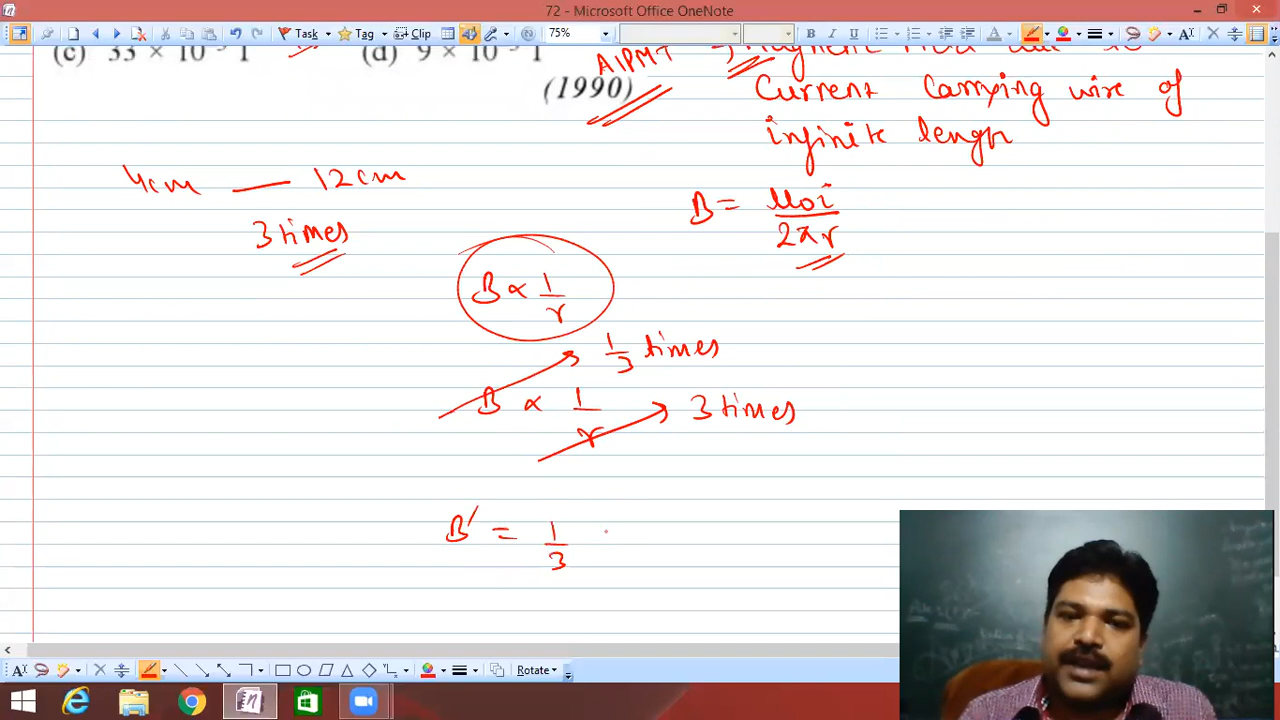 72 - Microsoft Office OneNote
Task Tag Clip 75% B I U
(c) 33 × 10⁻⁵ T (d) 9 × 10⁻⁵ T
(1990)
AIPMT
Current carrying wire of
infinite length
4cm — 12cm
3 times
B = μ₀i / 2πr
B ∝ 1/r
1/3 times
B ∝ 1/r
3 times
B′ = 1/3
Rotate